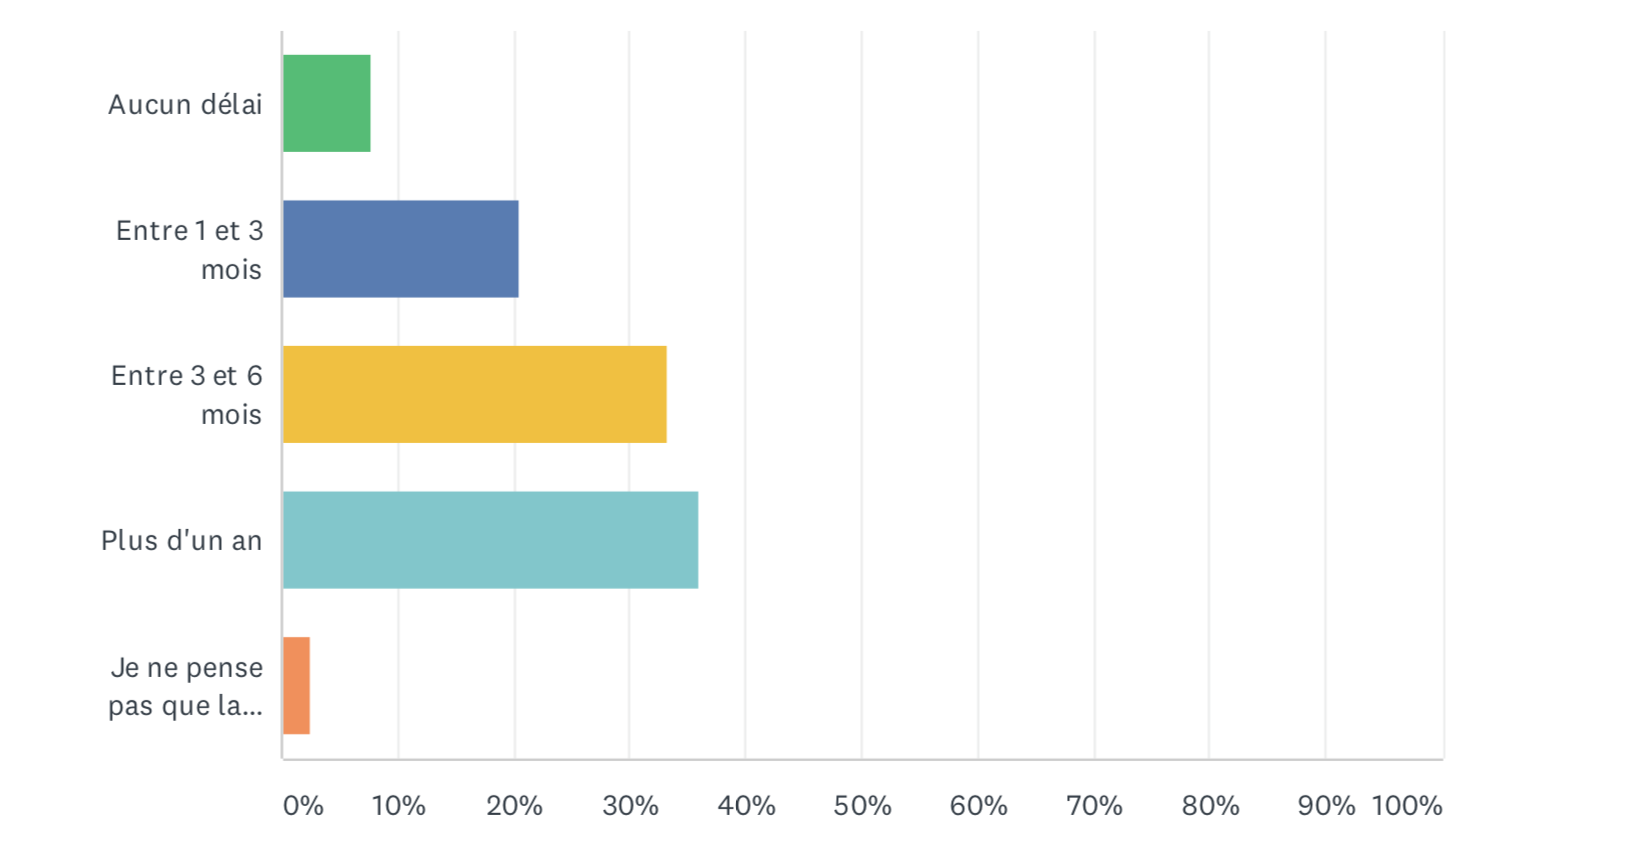 Aucun délai
Entre 1 et 3
mois
Entre 3 et 6
mois
Plus d'un an
Je ne pense
pas que la...
0% 10% 20% 30% 40% 50% 60% 70% 80% 90% 100%